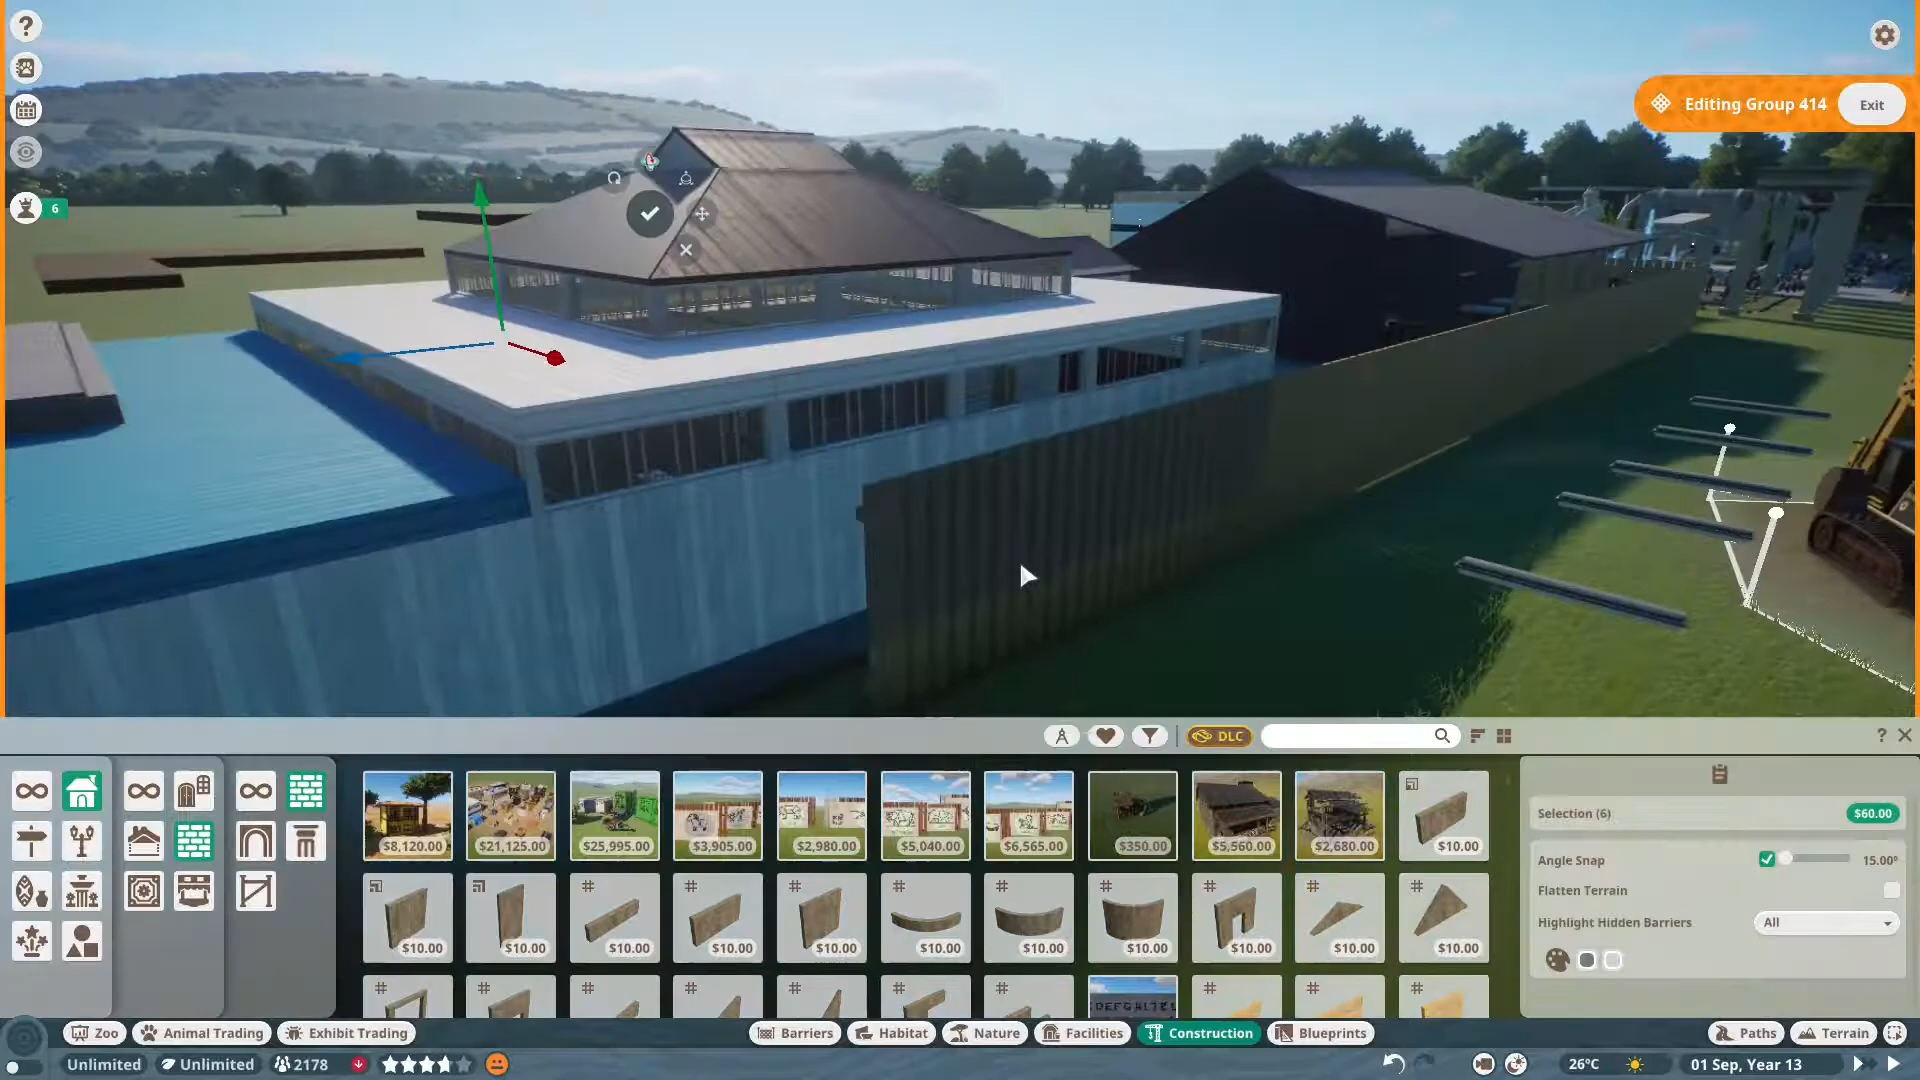 ?
Editing Group 414
Exit
6
DLC
?
$8,120.00
$21,125.00
$25,995.00
$3,905.00
$2,980.00
$5,040.00
$6,565.00
$350.00
$5,560.00
$2,680.00
$10.00
$10.00
$10.00
$10.00
$10.00
$10.00
$10.00
$10.00
$10.00
$10.00
$10.00
$10.00
Selection (6)
$60.00
Angle Snap
15.00°
Flatten Terrain
Highlight Hidden Barriers
All
Zoo
Animal Trading
Exhibit Trading
Barriers
Habitat
Nature
Facilities
Construction
Blueprints
Paths
Terrain
Unlimited
Unlimited
2178
26°C
01 Sep, Year 13